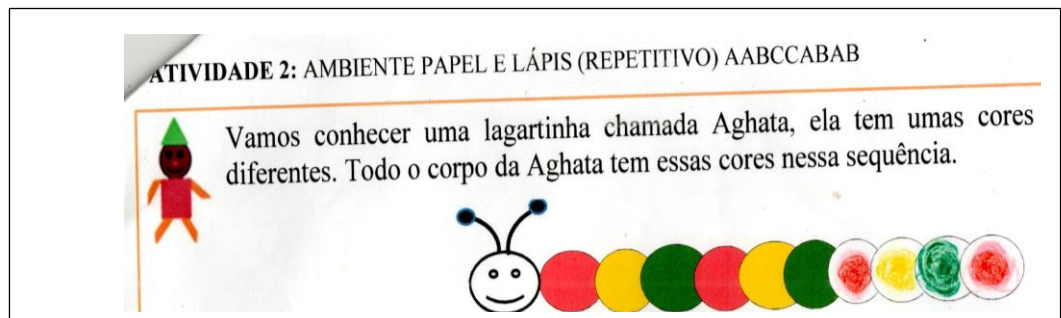 ATIVIDADE 2: AMBIENTE PAPEL E LÁPIS (REPETITIVO) AABCCABAB
Vamos conhecer uma lagartinha chamada Aghata, ela tem umas cores
diferentes. Todo o corpo da Aghata tem essas cores nessa sequência.